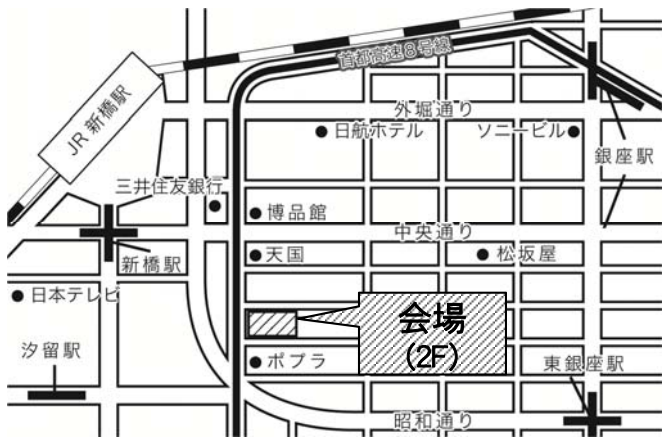 首都高速8号線
JR 新橋駅
外堀通り
日航ホテル
ソニービル
銀座駅
三井住友銀行
博品館
中央通り
新橋駅
天国
松坂屋
日本テレビ
会場
(2F)
汐留駅
ポプラ
東銀座駅
昭和通り